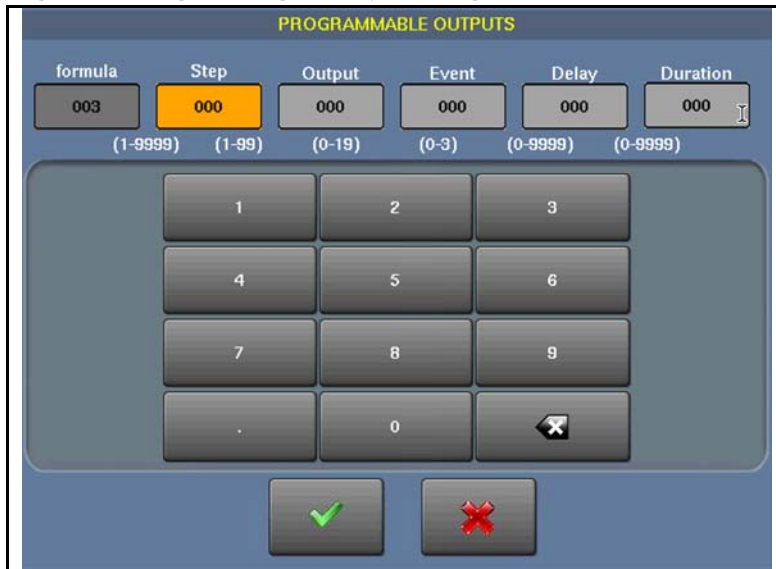 PROGRAMMABLE OUTPUTS
formula Step Output Event Delay Duration
003 000 000 000 000 000
(1-9999) (1-99) (0-19) (0-3) (0-9999) (0-9999)
1 2 3
4 5 6
7 8 9
. 0